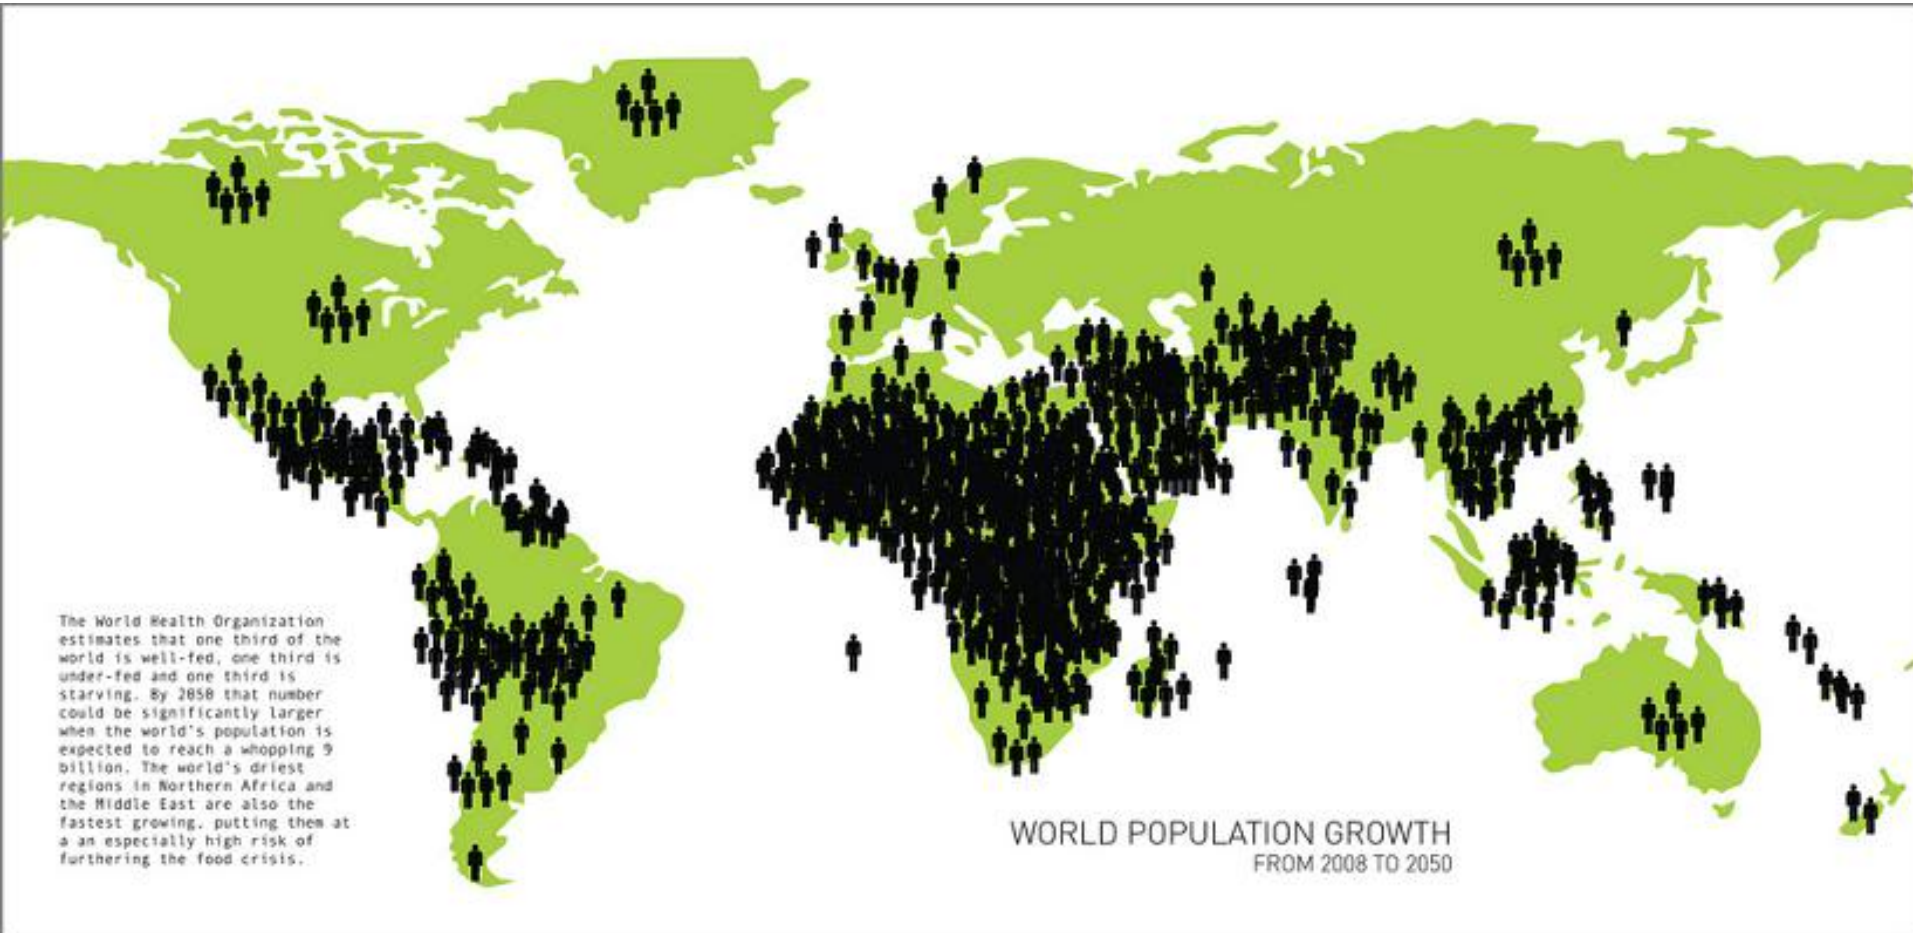 The World Health Organization
estimates that one third of the
world is well-fed, one third is
under-fed and one third is
starving. By 2050 that number
could be significantly larger
when the world's population is
expected to reach a whopping 9
billion. The world's driest
regions in Northern Africa and
the Middle East are also the
fastest growing, putting them at
a an especially high risk of
furthering the food crisis.
WORLD POPULATION GROWTH
FROM 2008 TO 2050